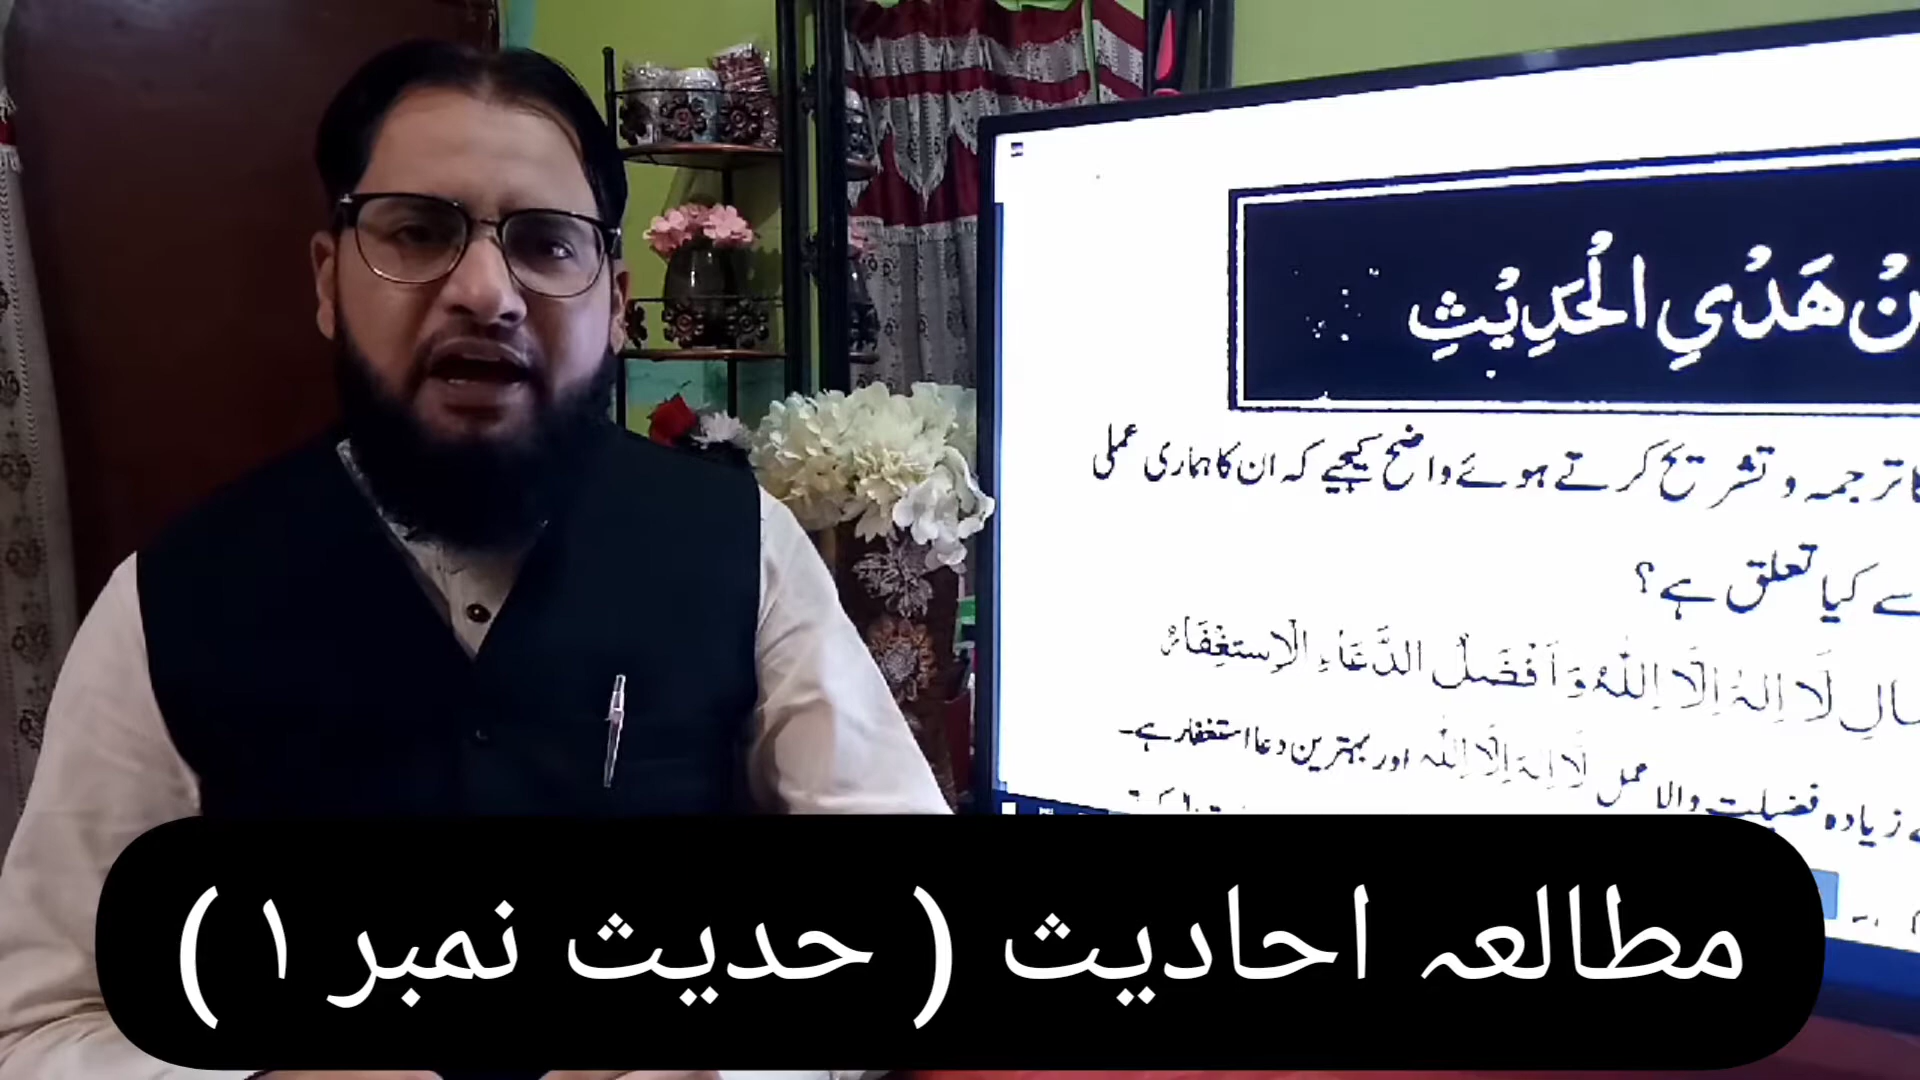 نْ هَدْیِ الْحَدِیْثِ
ترجمہ و تشریح کرتے ہوئے واضح کیجیے کہ ان کا ہماری عملی
سے کیا تعلق ہے؟
لَا اِلٰہَ اِلَّا اللّٰہُ وَ اَفْضَلُ الدُّعَاءِ الْاِسْتِغْفَارُ
زیادہ فضیلت والا عمل لَا اِلٰہَ اِلَّا اللّٰہ اور بہترین دعا استغفار ہے۔
مطالعہ احادیث ( حدیث نمبر ۱ )